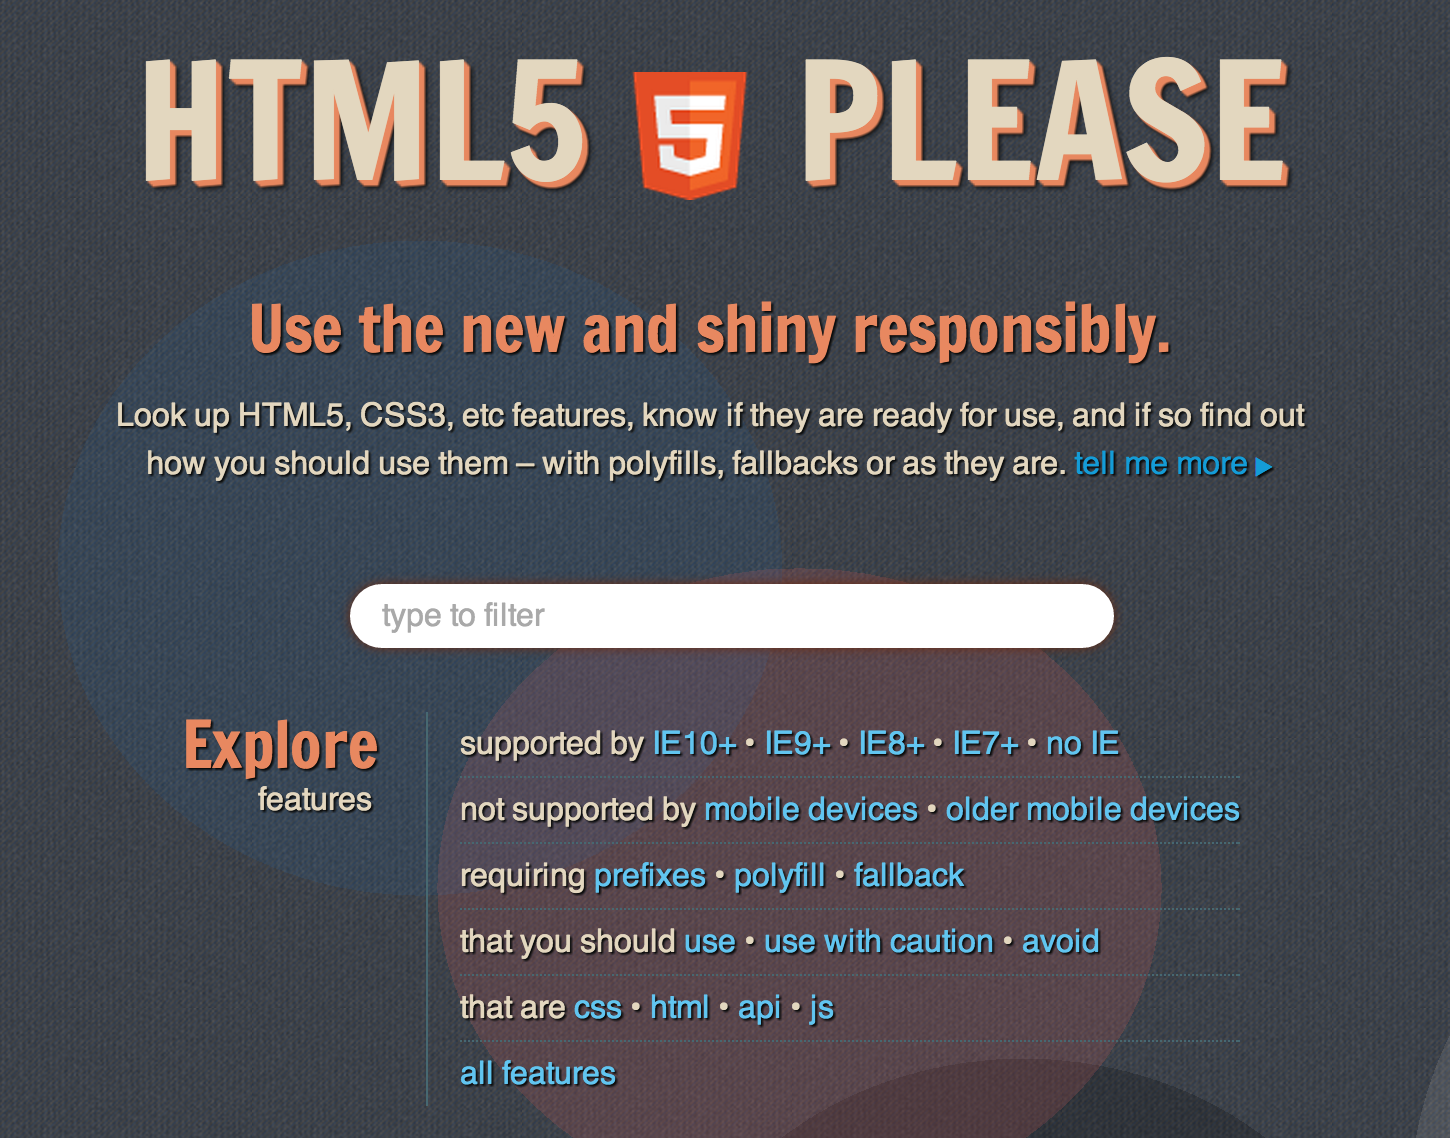 HTML5 5 PLEASE
Use the new and shiny responsibly.
Look up HTML5, CSS3, etc features, know if they are ready for use, and if so find out
how you should use them – with polyfills, fallbacks or as they are. tell me more ▸
type to filter
Explore
features
supported by IE10+ • IE9+ • IE8+ • IE7+ • no IE
not supported by mobile devices • older mobile devices
requiring prefixes • polyfill • fallback
that you should use • use with caution • avoid
that are css • html • api • js
all features